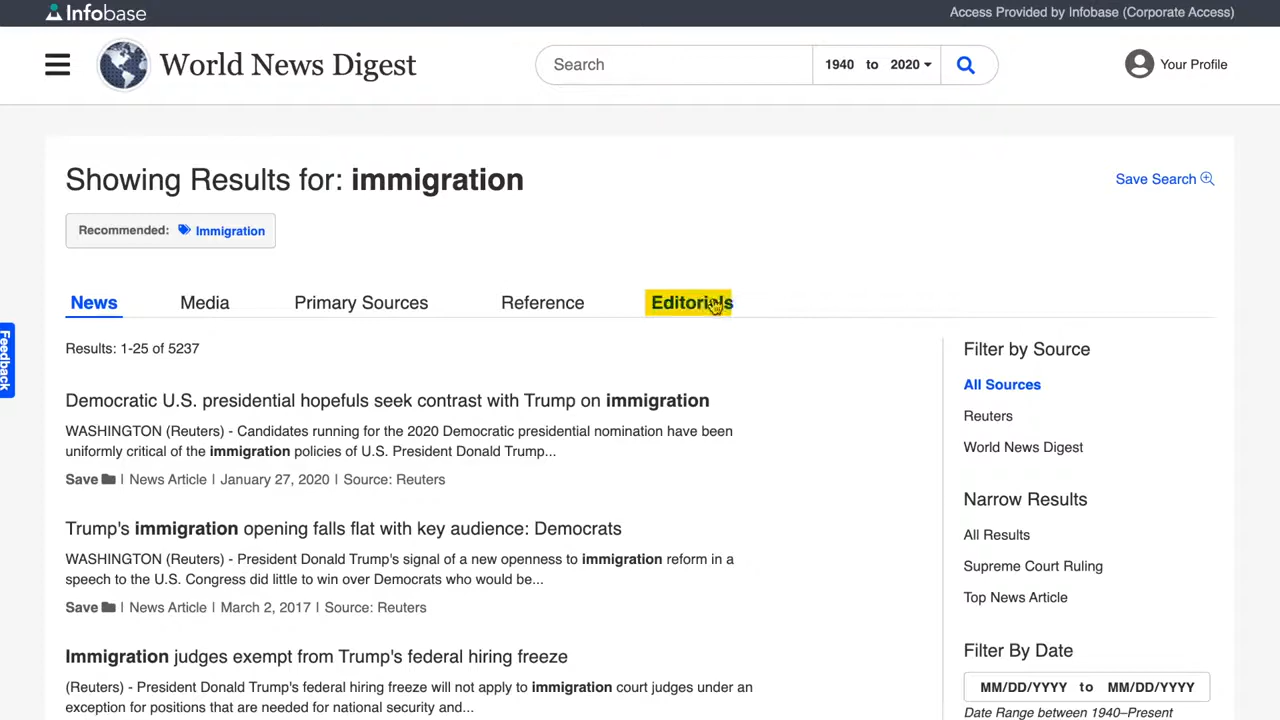 Infobase
Access Provided by Infobase (Corporate Access)
World News Digest
Search
1940 to 2020
Your Profile
Showing Results for: immigration
Save Search
Recommended: Immigration
News Media Primary Sources Reference Editorials
Feedback
Results: 1-25 of 5237
Democratic U.S. presidential hopefuls seek contrast with Trump on immigration
WASHINGTON (Reuters) - Candidates running for the 2020 Democratic presidential nomination have been
uniformly critical of the immigration policies of U.S. President Donald Trump...
Save | News Article | January 27, 2020 | Source: Reuters
Trump's immigration opening falls flat with key audience: Democrats
WASHINGTON (Reuters) - President Donald Trump's signal of a new openness to immigration reform in a
speech to the U.S. Congress did little to win over Democrats who would be...
Save | News Article | March 2, 2017 | Source: Reuters
Immigration judges exempt from Trump's federal hiring freeze
(Reuters) - President Donald Trump's federal hiring freeze will not apply to immigration court judges under an
exception for positions that are needed for national security and...
Filter by Source
All Sources
Reuters
World News Digest
Narrow Results
All Results
Supreme Court Ruling
Top News Article
Filter By Date
MM/DD/YYYY to MM/DD/YYYY
Date Range between 1940–Present